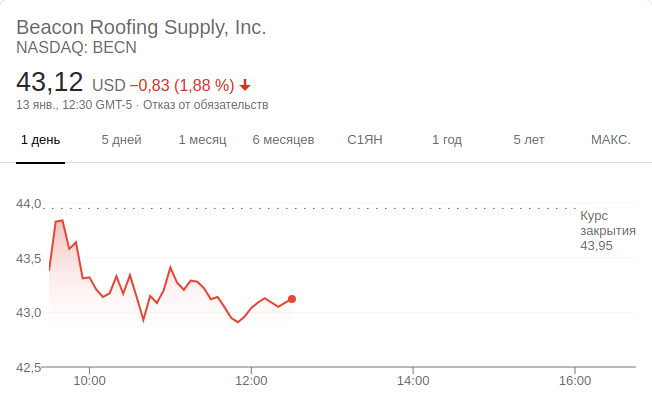 Beacon Roofing Supply, Inc.
NASDAQ: BECN
43,12 USD −0,83 (1,88 %)
13 янв., 12:30 GMT-5 · Отказ от обязательств
1 день 5 дней 1 месяц 6 месяцев С1ЯН 1 год 5 лет МАКС.
44,0
Курс
закрытия
43,95
43,5
43,0
42,5
10:00 12:00 14:00 16:00